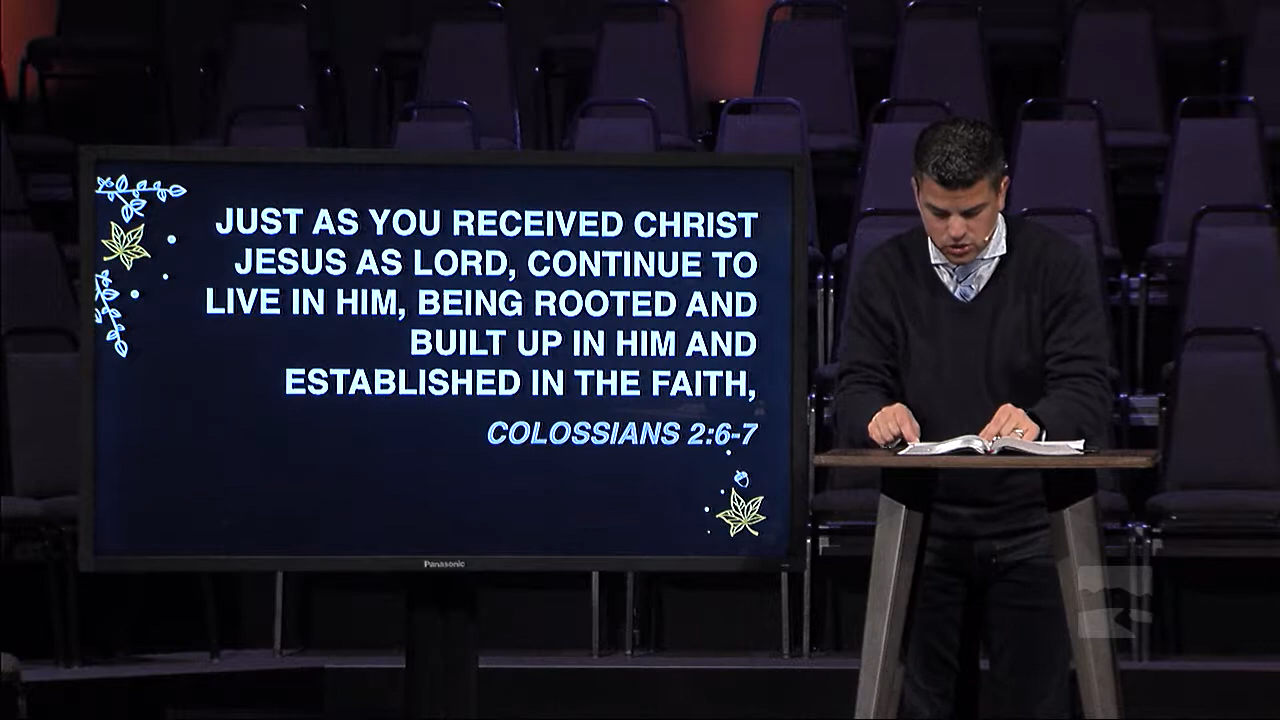 JUST AS YOU RECEIVED CHRIST
JESUS AS LORD, CONTINUE TO
LIVE IN HIM, BEING ROOTED AND
BUILT UP IN HIM AND
ESTABLISHED IN THE FAITH,
COLOSSIANS 2:6-7
Panasonic